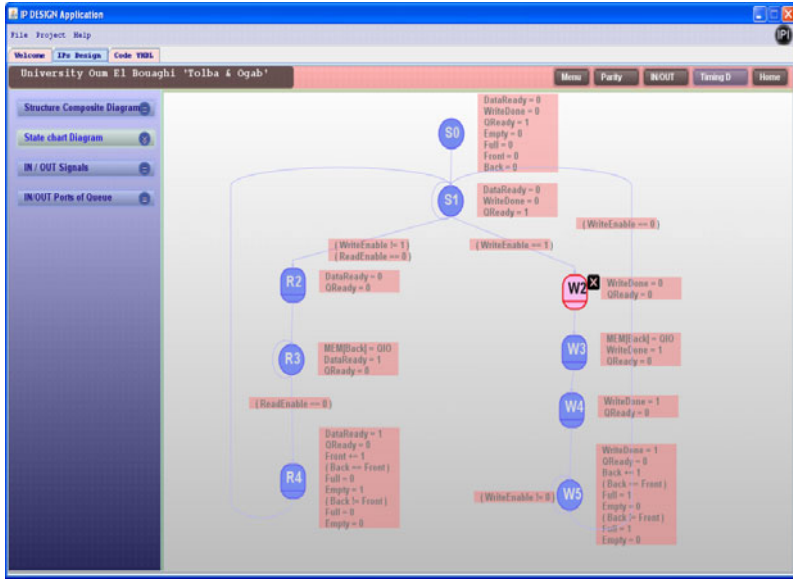 IP DESIGN Application
File Project Help
IPI
Welcome IPs Design Code VHDL
University Oum El Bouaghi 'Tolba & Ogab'
Menu Parity IN/OUT Timing D Home
Structure Composite Diagram
State chart Diagram
IN / OUT Signals
IN/OUT Ports of Queue
S0
DataReady = 0
WriteDone = 0
QReady = 1
Empty = 0
Full = 0
Front = 0
Back = 0
S1
DataReady = 0
WriteDone = 0
QReady = 1
( WriteEnable == 0 )
( WriteEnable != 1 )
( ReadEnable == 0 )
( WriteEnable == 1 )
R2
DataReady = 0
QReady = 0
W2 X
WriteDone = 0
QReady = 0
R3
MEM[Back] = QIO
DataReady = 1
QReady = 0
W3
MEM[Back] = QIO
WriteDone = 1
QReady = 0
( ReadEnable == 0 )
W4
WriteDone = 1
QReady = 0
R4
DataReady = 1
QReady = 0
Front += 1
( Back == Front )
Full = 0
Empty = 1
( Back != Front )
Full = 0
Empty = 0
( WriteEnable != 0 )
W5
WriteDone = 1
QReady = 0
Back += 1
( Back == Front )
Full = 1
Empty = 0
( Back != Front )
Full = 1
Empty = 0